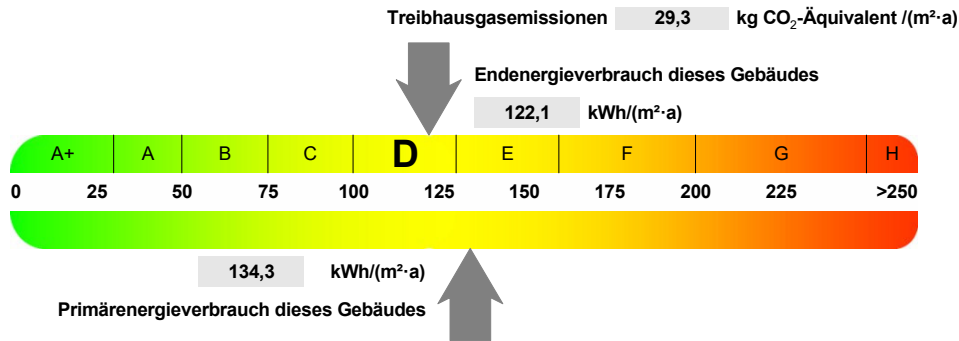 Treibhausgasemissionen 29,3 kg CO₂-Äquivalent /(m²·a)
Endenergieverbrauch dieses Gebäudes
122,1 kWh/(m²·a)
A+ A B C D E F G H
0 25 50 75 100 125 150 175 200 225 >250
134,3 kWh/(m²·a)
Primärenergieverbrauch dieses Gebäudes